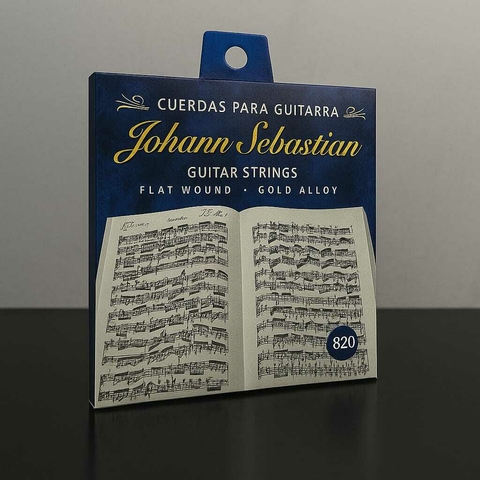 CUERDAS PARA GUITARRA
Johann Sebastian
GUITAR STRINGS
FLAT WOUND · GOLD ALLOY
820